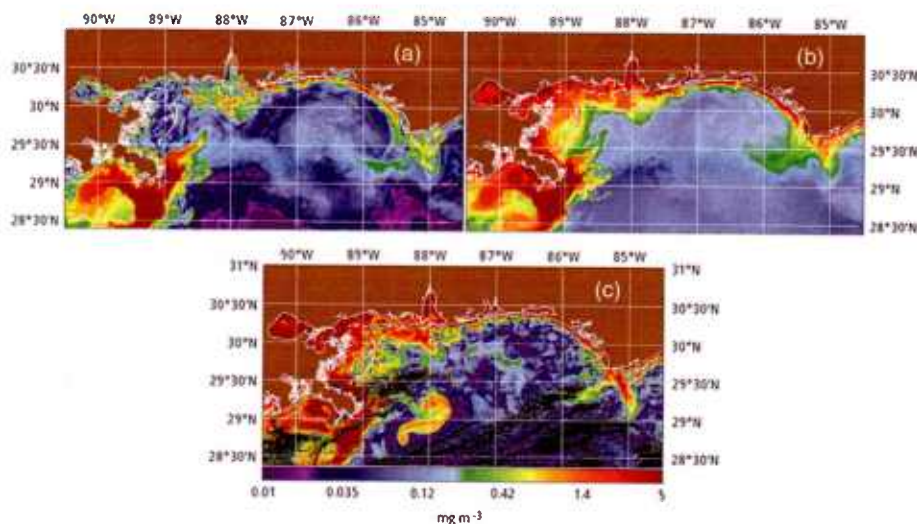 90°W 89°W 88°W 87°W 86°W 85°W 90°W 89°W 88°W 87°W 86°W 85°W
(a) (b)
30°30'N 30°30'N
30°N 30°N
29°30'N 29°30'N
29°N 29°N
28°30'N 28°30'N
90°W 89°W 88°W 87°W 86°W 85°W
31°N 31°N
(c)
30°30'N 30°30'N
30°N 30°N
29°30'N 29°30'N
29°N 29°N
28°30'N 28°30'N
0.01 0.035 0.12 0.42 1.4 5
mg m⁻³